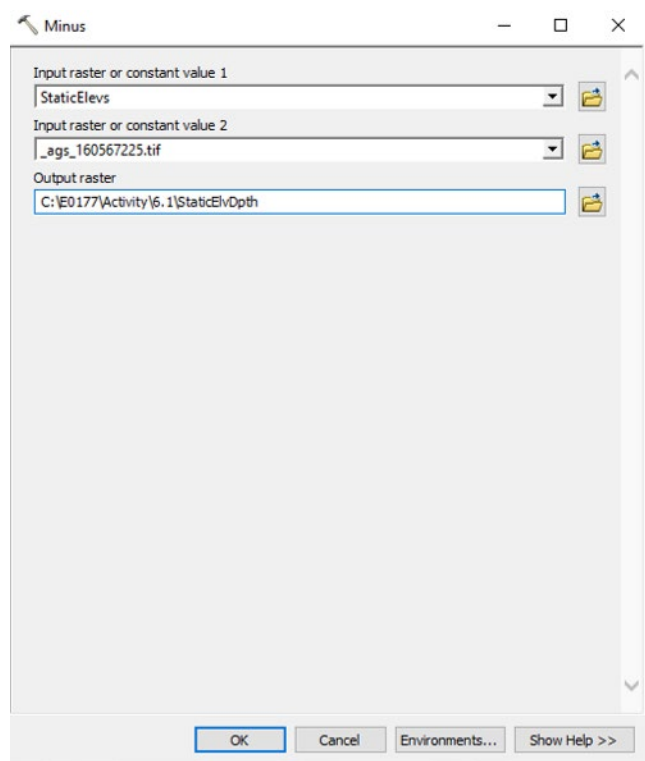 Minus
Input raster or constant value 1
StaticElevs
Input raster or constant value 2
_ags_160567225.tif
Output raster
C:\E0177\Activity\6.1\StaticElvDpth
OK Cancel Environments... Show Help >>